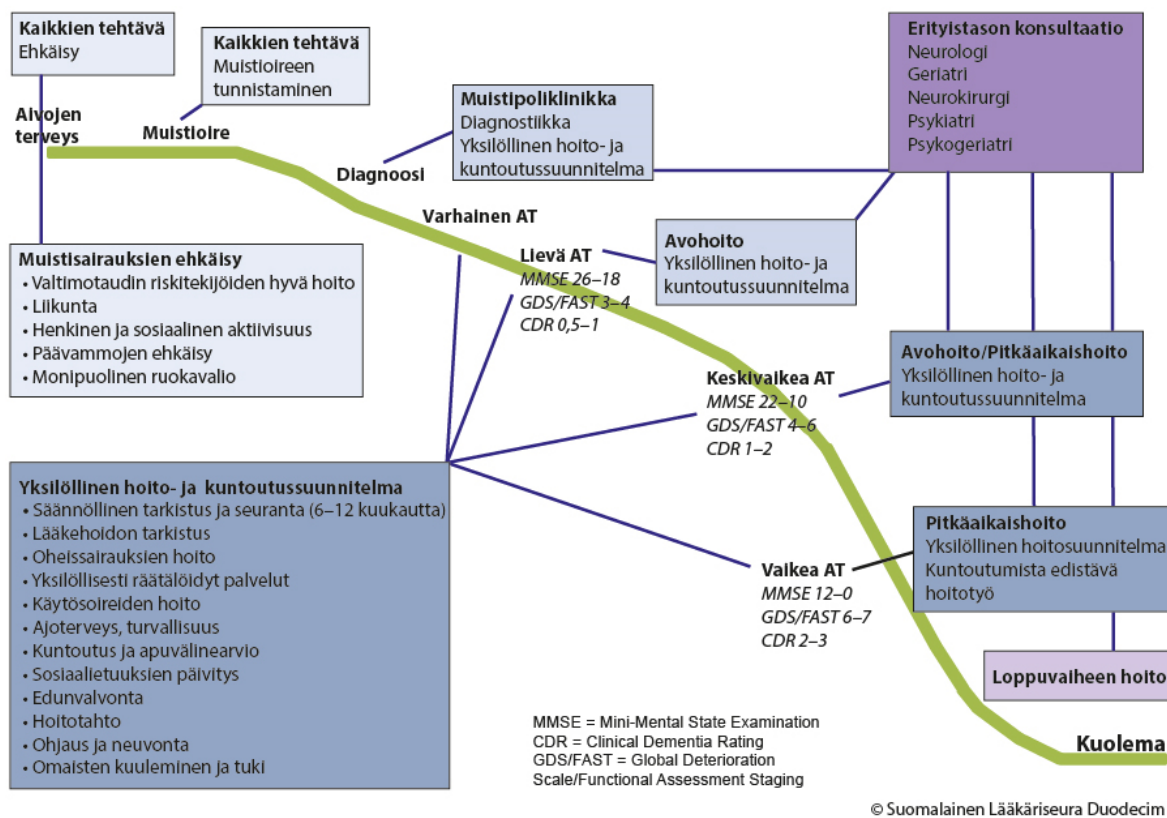 Kaikkien tehtävä
Ehkäisy
Kaikkien tehtävä
Muistioireen
tunnistaminen
Erityistason konsultaatio
Neurologi
Geriatri
Neurokirurgi
Psykiatri
Psykogeriatri
Muistipoliklinikka
Diagnostiikka
Yksilöllinen hoito- ja
kuntoutussuunnitelma
Aivojen
terveys
Muistioire
Diagnoosi
Varhainen AT
Muistisairauksien ehkäisy
• Valtimotaudin riskitekijöiden hyvä hoito
• Liikunta
• Henkinen ja sosiaalinen aktiivisuus
• Päävammojen ehkäisy
• Monipuolinen ruokavalio
Lievä AT
MMSE 26–18
GDS/FAST 3–4
CDR 0,5–1
Avohoito
Yksilöllinen hoito- ja
kuntoutussuunnitelma
Keskivaikea AT
MMSE 22–10
GDS/FAST 4–6
CDR 1–2
Avohoito/Pitkäaikaishoito
Yksilöllinen hoito- ja
kuntoutussuunnitelma
Yksilöllinen hoito- ja kuntoutussuunnitelma
• Säännöllinen tarkistus ja seuranta (6–12 kuukautta)
• Lääkehoidon tarkistus
• Oheissairauksien hoito
• Yksilöllisesti räätälöidyt palvelut
• Käytösoireiden hoito
• Ajoterveys, turvallisuus
• Kuntoutus ja apuvälinearvio
• Sosiaalietuuksien päivitys
• Edunvalvonta
• Hoitotahto
• Ohjaus ja neuvonta
• Omaisten kuuleminen ja tuki
Vaikea AT
MMSE 12–0
GDS/FAST 6–7
CDR 2–3
Pitkäaikaishoito
Yksilöllinen hoitosuunnitelma
Kuntoutumista edistävä
hoitotyö
Loppuvaiheen hoito
Kuolema
MMSE = Mini-Mental State Examination
CDR = Clinical Dementia Rating
GDS/FAST = Global Deterioration
Scale/Functional Assessment Staging
© Suomalainen Lääkäriseura Duodecim